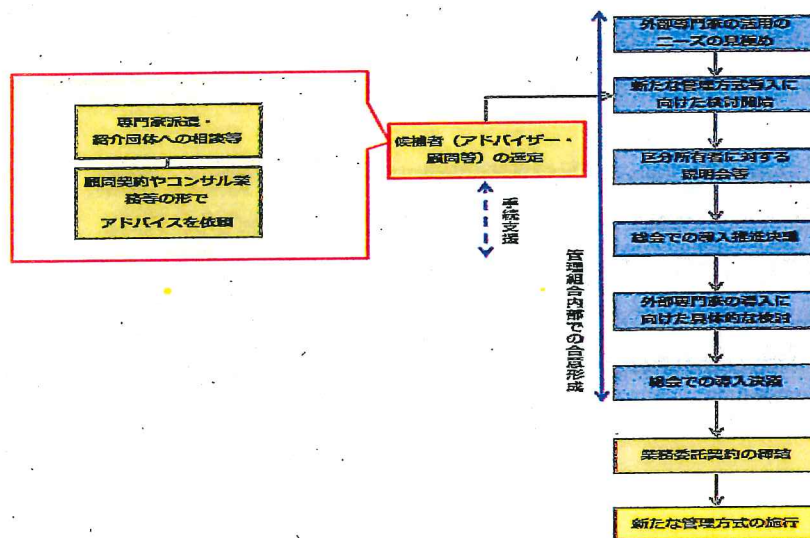 外部専門家の活用の
ニーズの見極め
新たな管理方式導入に
向けた検討開始
区分所有者に対する
説明会等
総会での導入推進決議
外部専門家の導入に
向けた具体的な検討
総会での導入決議
業務委託契約の締結
新たな管理方式の施行
管理組合内部での合意形成
候補者（アドバイザー・
顧問等）の選定
手続支援
専門家派遣・
紹介団体への相談等
顧問契約やコンサル業
務等の形で
アドバイスを依頼